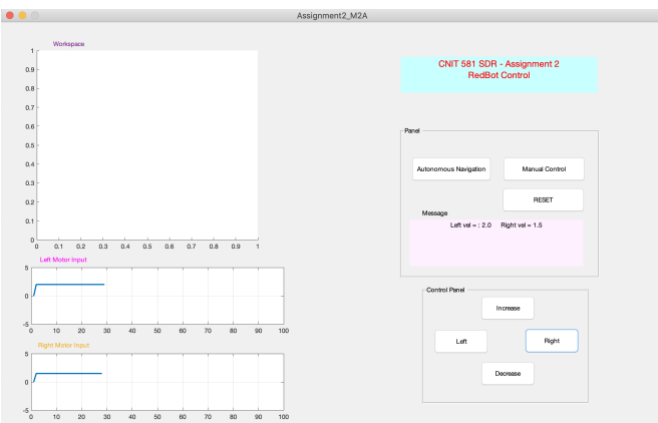 Assignment2_M2A
Workspace
1
0.9
0.8
0.7
0.6
0.5
0.4
0.3
0.2
0.1
0
0 0.1 0.2 0.3 0.4 0.5 0.6 0.7 0.8 0.9 1
Left Motor Input
5
0
-5
0 10 20 30 40 50 60 70 80 90 100
Right Motor Input
5
0
-5
0 10 20 30 40 50 60 70 80 90 100
CNIT 581 SDR - Assignment 2
RedBot Control
Panel
Autonomous Navigation Manual Control
RESET
Message
Left vel = : 2.0 Right vel = 1.5
Control Panel
Increase
Left Right
Decrease